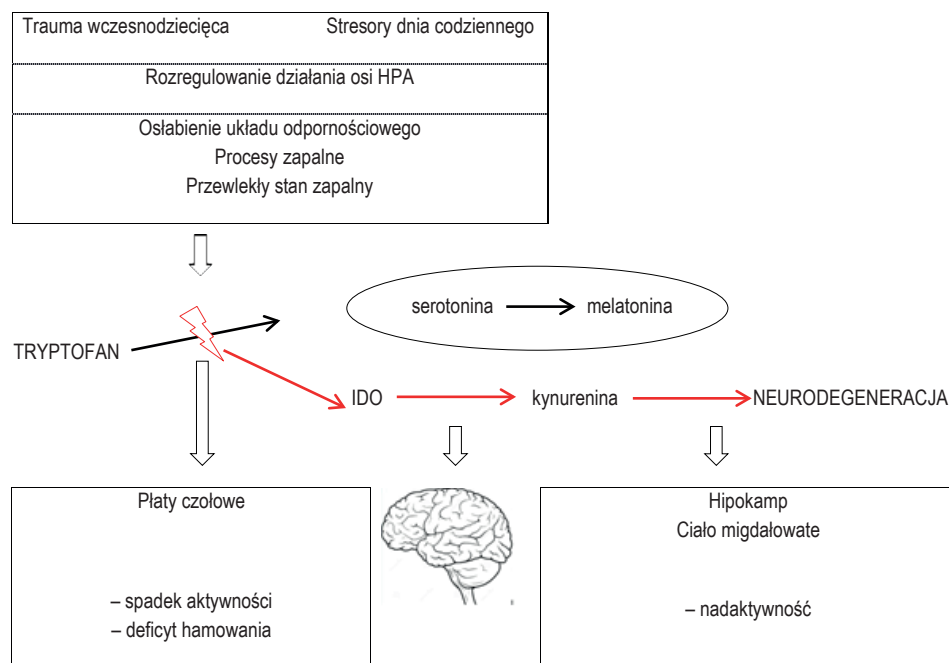 Trauma wczesnodziecięca Stresory dnia codziennego
Rozregulowanie działania osi HPA
Osłabienie układu odpornościowego
Procesy zapalne
Przewlekły stan zapalny
serotonina melatonina
TRYPTOFAN
IDO kynurenina NEURODEGENERACJA
Płaty czołowe
– spadek aktywności
– deficyt hamowania
Hipokamp
Ciało migdałowate
– nadaktywność